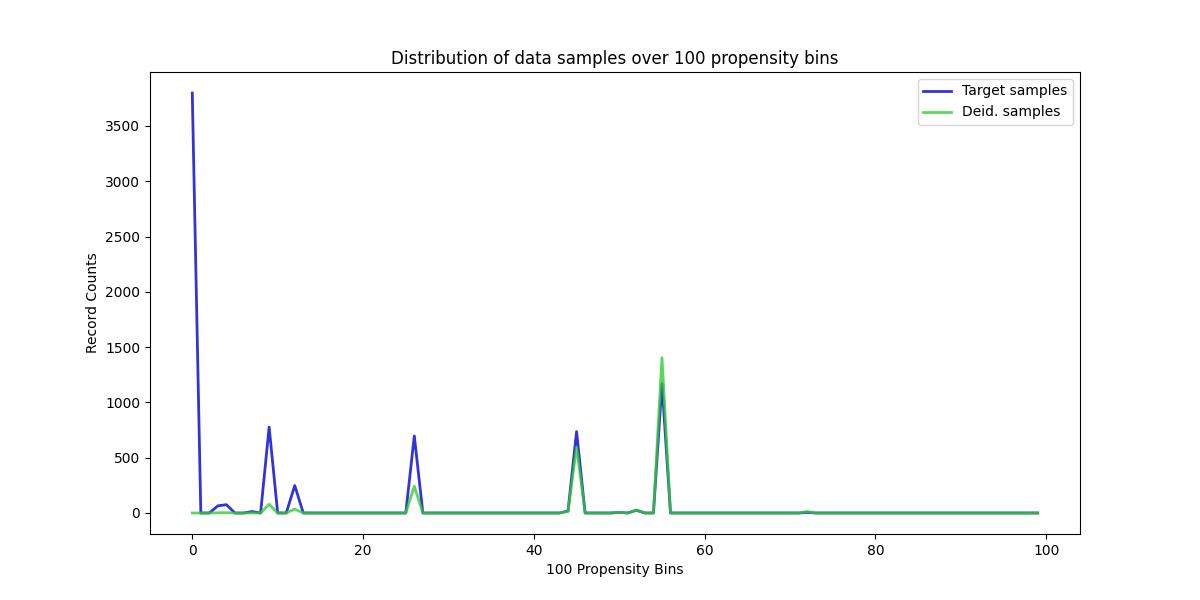 Distribution of data samples over 100 propensity bins
Target samples
Deid. samples
3500
3000
2500
2000
1500
1000
500
0
Record Counts
0 20 40 60 80 100
100 Propensity Bins